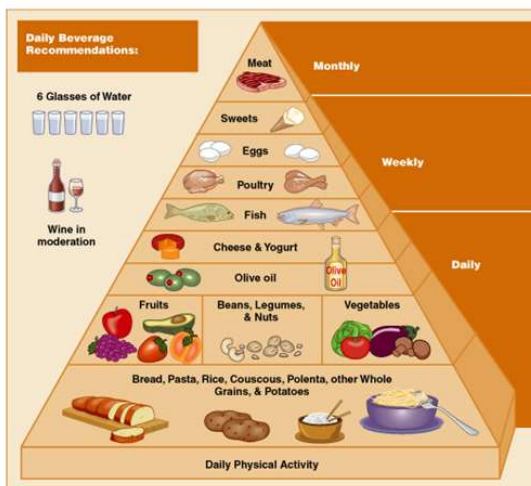 Daily Beverage
Recommendations:
6 Glasses of Water
Wine in
moderation
Meat
Monthly
Sweets
Eggs
Weekly
Poultry
Fish
Cheese & Yogurt
Daily
Olive oil
Olive
Oil
Fruits
Beans, Legumes,
& Nuts
Vegetables
Bread, Pasta, Rice, Couscous, Polenta, other Whole
Grains, & Potatoes
Daily Physical Activity